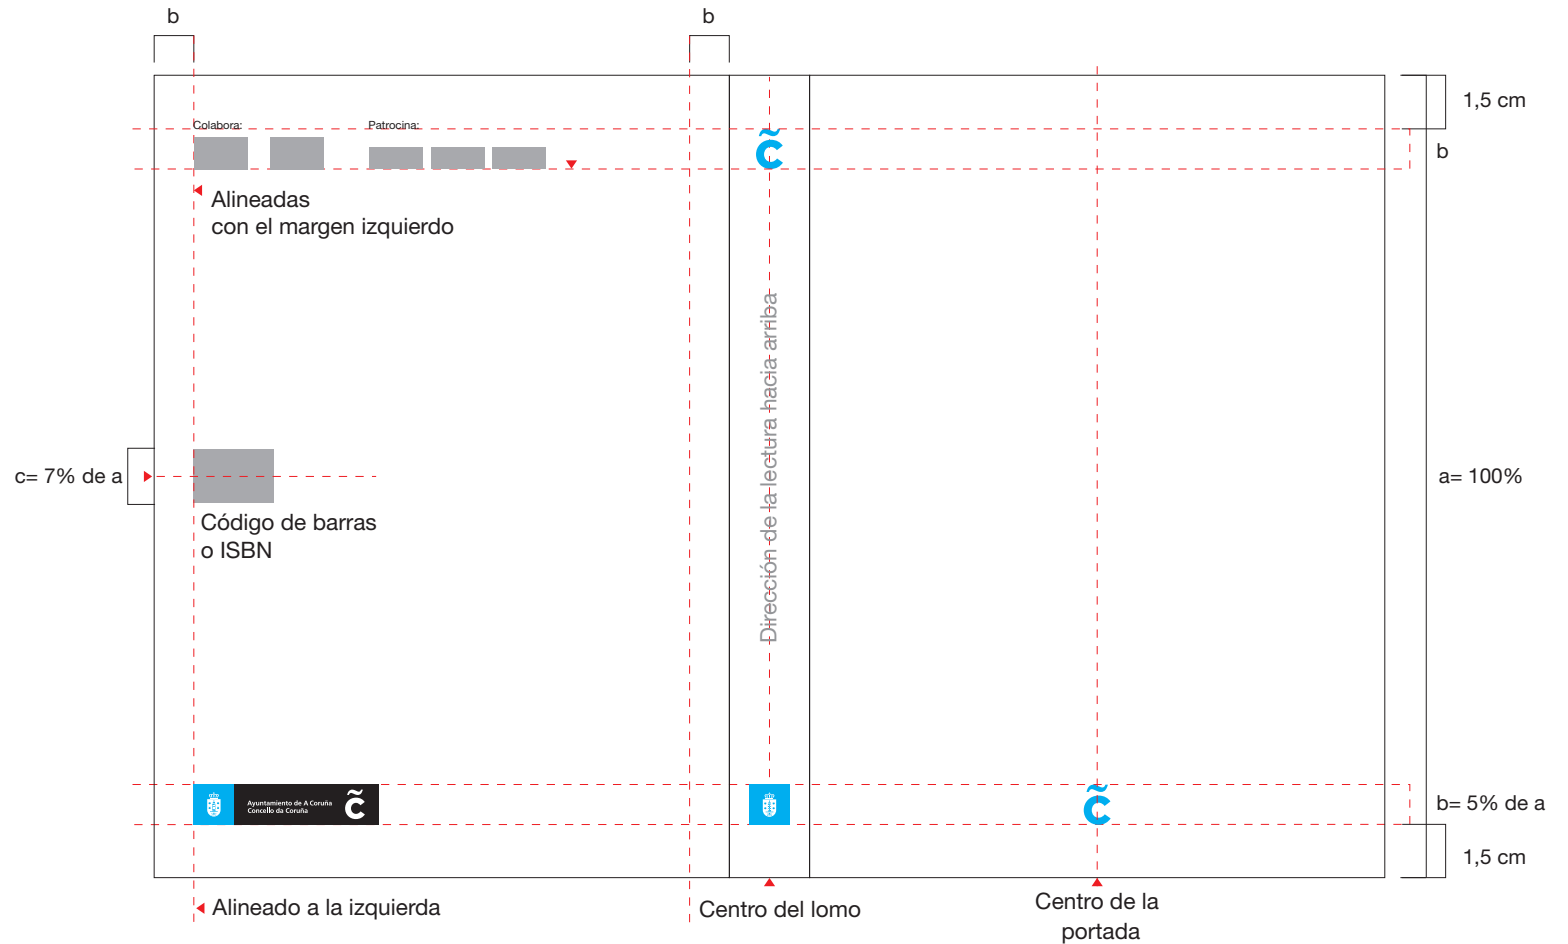 b
b
1,5 cm
Colabora:
Patrocina:
b
Alineadas
con el margen izquierdo
Dirección de la lectura hacia arriba
c= 7% de a
a= 100%
Código de barras
o ISBN
Ayuntamiento de A Coruña
Concello da Coruña
b= 5% de a
1,5 cm
Alineado a la izquierda
Centro del lomo
Centro de la
portada